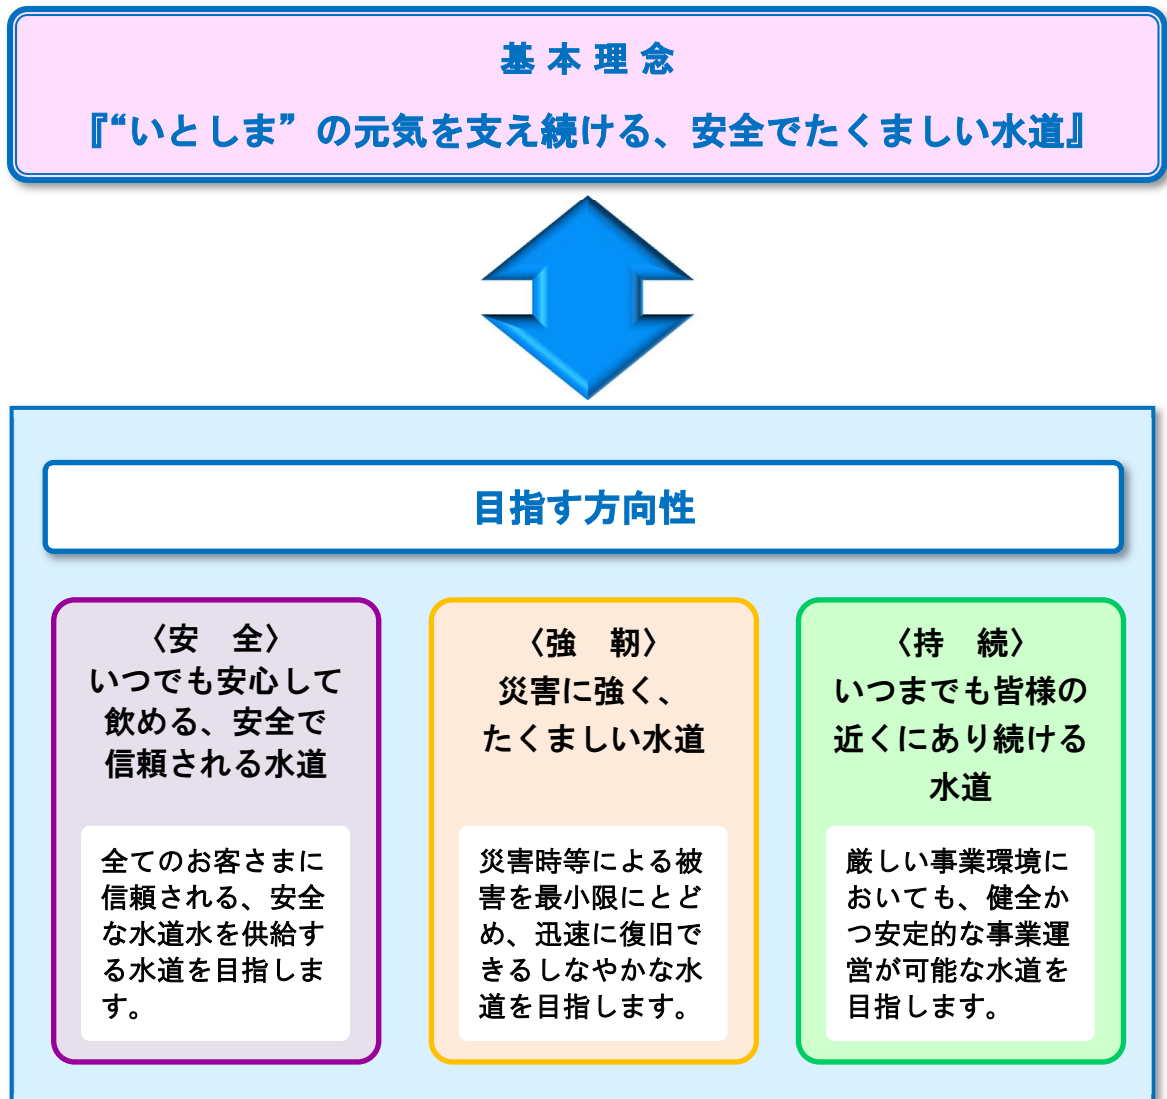 基本理念
『“いとしま”の元気を支え続ける、安全でたくましい水道』
目指す方向性
〈安　全〉
いつでも安心して
飲める、安全で
信頼される水道
全てのお客さまに
信頼される、安全
な水道水を供給す
る水道を目指しま
す。
〈強　靭〉
災害に強く、
たくましい水道
災害時等による被
害を最小限にとど
め、迅速に復旧で
きるしなやかな水
道を目指します。
〈持　続〉
いつまでも皆様の
近くにあり続ける
水道
厳しい事業環境に
おいても、健全か
つ安定的な事業運
営が可能な水道を
目指します。